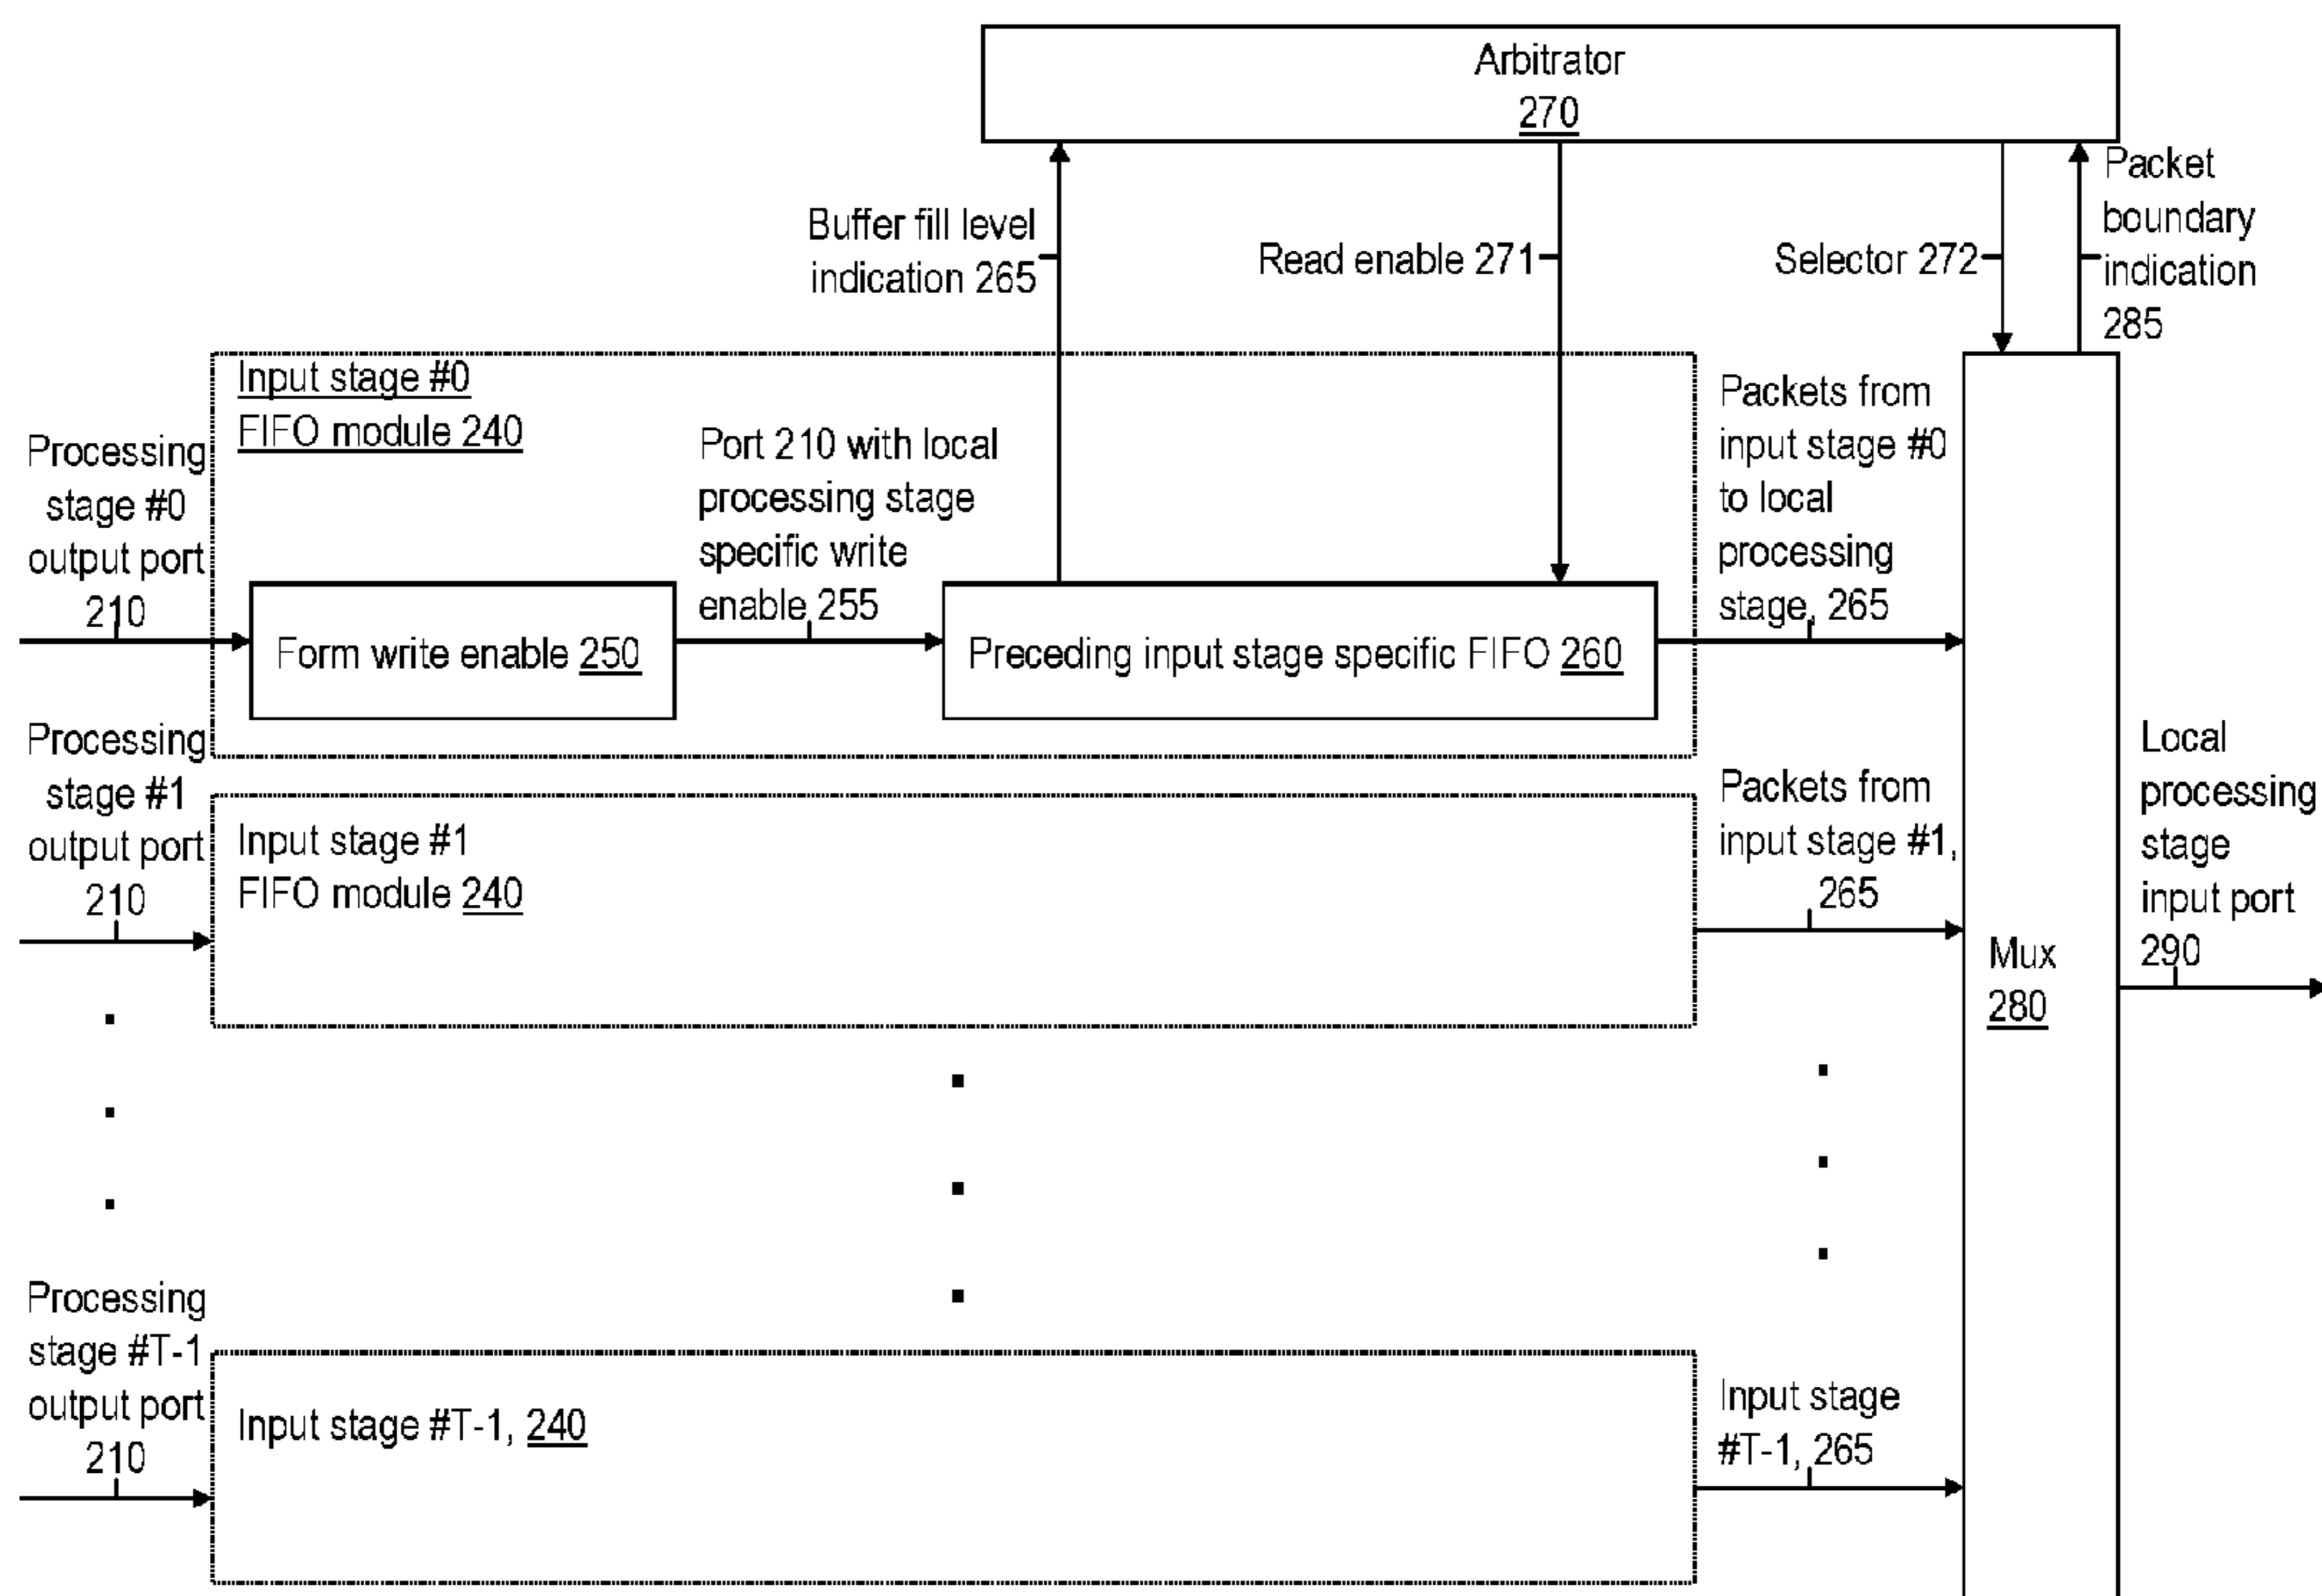 Arbitrator
270
Buffer fill level
indication 265
Read enable 271
Selector 272
Packet
boundary
indication
285
Input stage #0
FIFO module 240
Processing
stage #0
output port
210
Form write enable 250
Port 210 with local
processing stage
specific write
enable 255
Preceding input stage specific FIFO 260
Packets from
input stage #0
to local
processing
stage, 265
Processing
stage #1
output port
210
Input stage #1
FIFO module 240
Packets from
input stage #1,
265
Mux
280
Local
processing
stage
input port
290
Processing
stage #T-1
output port
210
Input stage #T-1, 240
Input stage
#T-1, 265